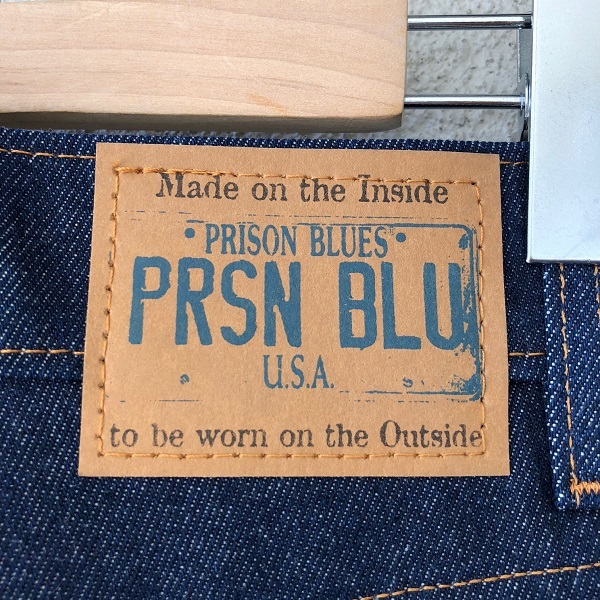 Made on the Inside
• PRISON BLUES •
PRSN BLU
U.S.A.
to be worn on the Outside